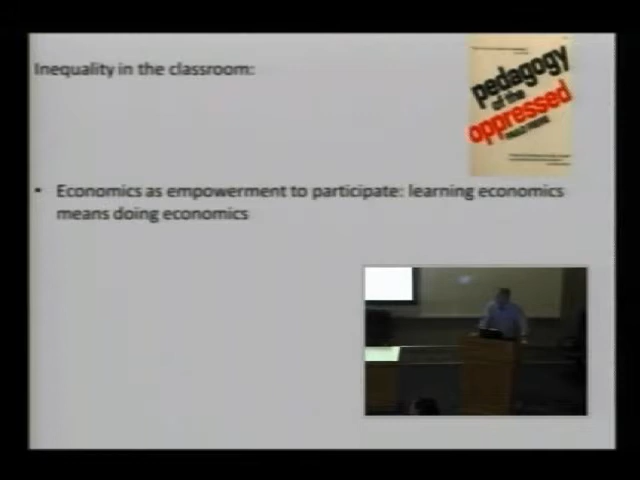 Inequality in the classroom:
pedagogy
of the
oppressed
• Economics as empowerment to participate: learning economics
means doing economics